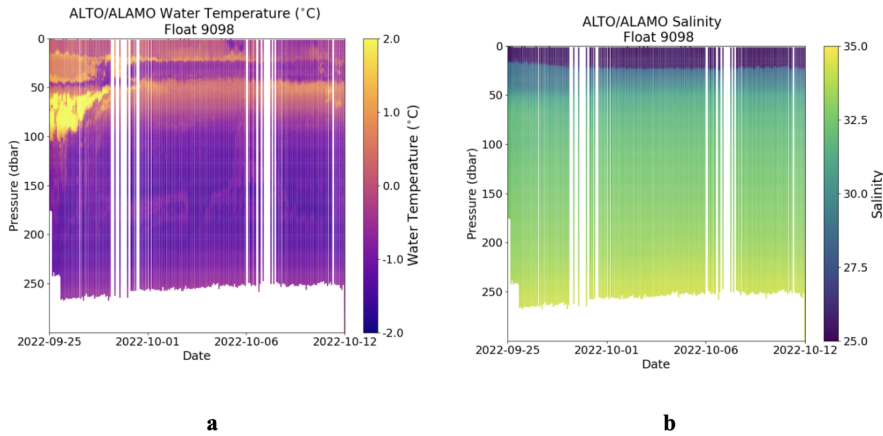 ALTO/ALAMO Water Temperature (°C)
Float 9098
0
50
100
150
200
250
Pressure (dbar)
2022-09-25
2022-10-01
2022-10-06
2022-10-12
Date
2.0
1.0
0.0
-1.0
-2.0
Water Temperature (°C)
a
ALTO/ALAMO Salinity
Float 9098
0
50
100
150
200
250
300
Pressure (dbar)
2022-09-25
2022-10-01
2022-10-06
2022-10-12
Date
35.0
32.5
30.0
27.5
25.0
Salinity
b